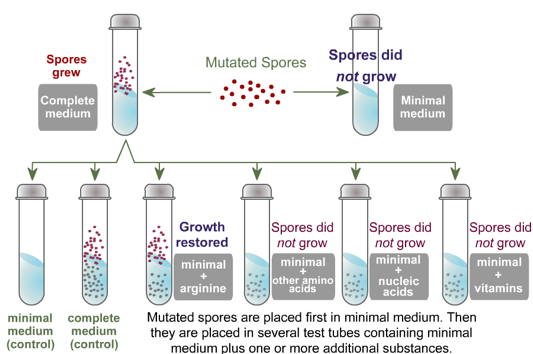 Spores
grew
Complete
medium
Mutated Spores
Spores did
not grow
Minimal
medium
minimal
medium
(control)
complete
medium
(control)
Growth
restored
minimal
+
arginine
Spores did
not grow
minimal
+
other amino
acids
Spores did
not grow
minimal
+
nucleic
acids
Spores did
not grow
minimal
+
vitamins
Mutated spores are placed first in minimal medium. Then
they are placed in several test tubes containing minimal
medium plus one or more additional substances.